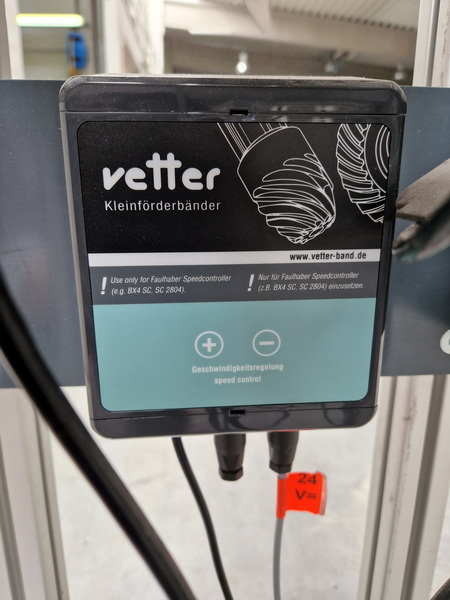 vetter
Kleinförderbänder
www.vetter-band.de
! Use only for Faulhaber Speedcontroller
(e.g. BX4 SC, SC 2804).
! Nur für Faulhaber Speedcontroller
(z.B. BX4 SC, SC 2804) einzusetzen.
+ −
Geschwindigkeitsregelung
speed control
24
V=